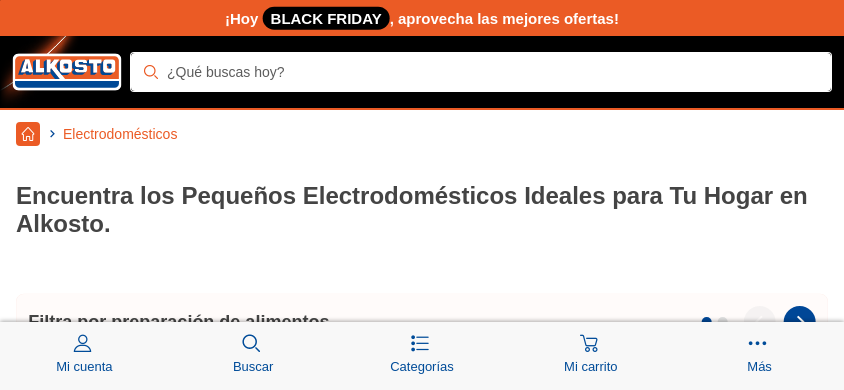 ¡Hoy BLACK FRIDAY, aprovecha las mejores ofertas!
ALKOSTO
¿Qué buscas hoy?
Electrodomésticos
Encuentra los Pequeños Electrodomésticos Ideales para Tu Hogar en
Alkosto.
Filtra por preparación de alimentos
Mi cuenta
Buscar
Categorías
Mi carrito
Más